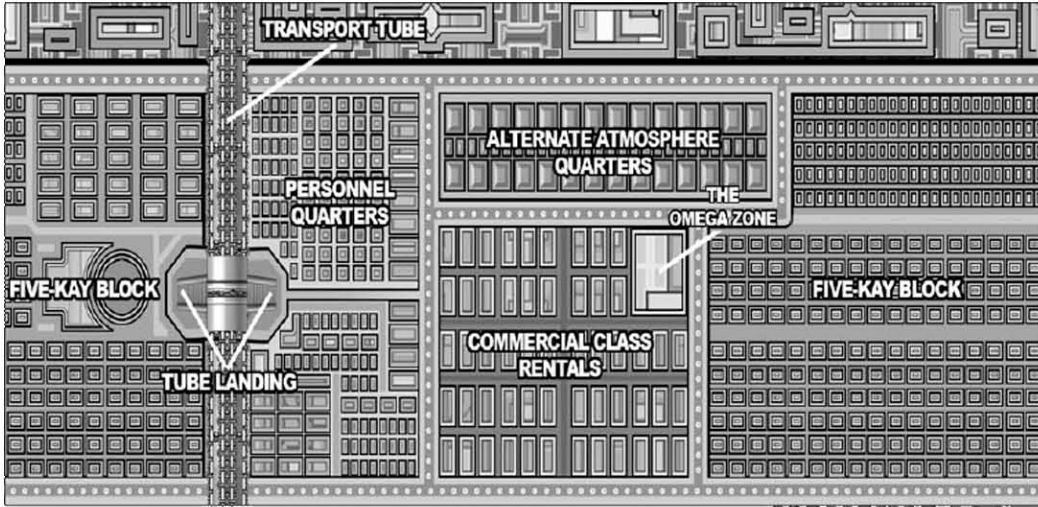 TRANSPORT TUBE
ALTERNATE ATMOSPHERE
QUARTERS
PERSONNEL
QUARTERS
THE
OMEGA ZONE
FIVE-KAY BLOCK
FIVE-KAY BLOCK
COMMERCIAL CLASS
RENTALS
TUBE LANDING